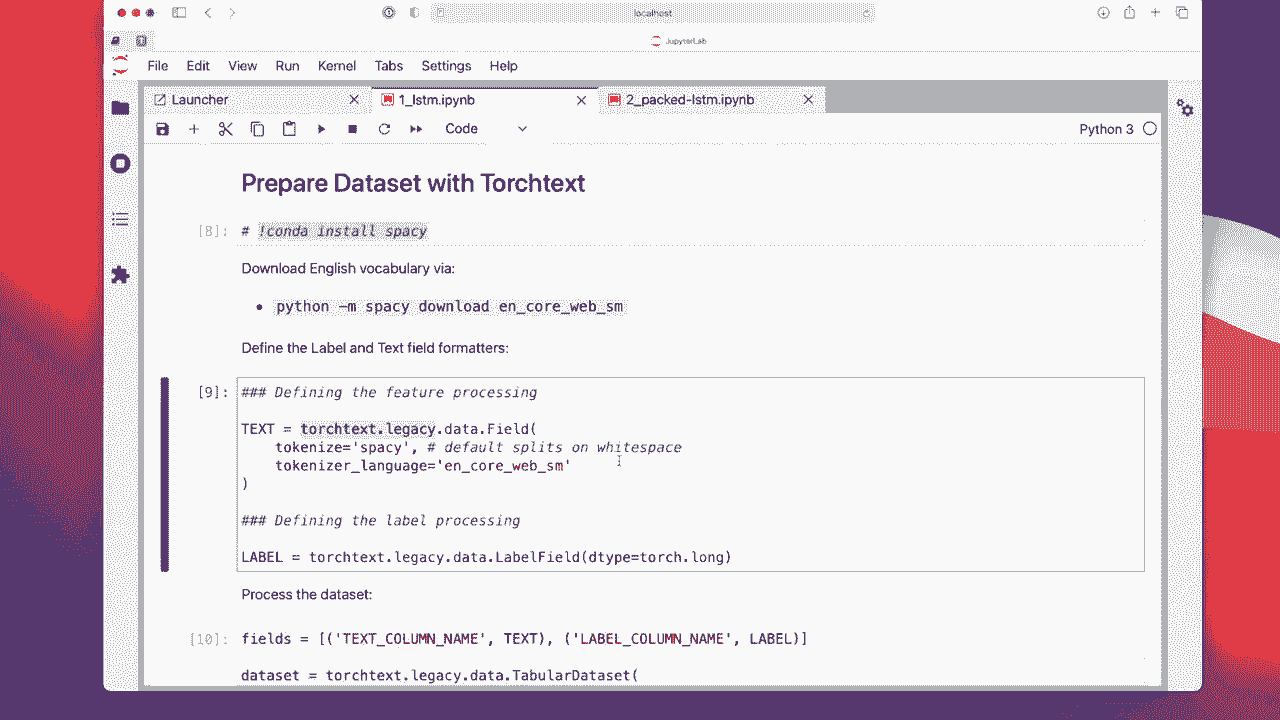 localhost
JupyterLab
File Edit View Run Kernel Tabs Settings Help
Launcher 1_lstm.ipynb 2_packed-lstm.ipynb
Code Python 3
Prepare Dataset with Torchtext
[8]: # !conda install spacy
Download English vocabulary via:
• python -m spacy download en_core_web_sm
Define the Label and Text field formatters:
[9]: ### Defining the feature processing
TEXT = torchtext.legacy.data.Field(
    tokenize='spacy', # default splits on whitespace
    tokenizer_language='en_core_web_sm'
)
### Defining the label processing
LABEL = torchtext.legacy.data.LabelField(dtype=torch.long)
Process the dataset:
[10]: fields = [('TEXT_COLUMN_NAME', TEXT), ('LABEL_COLUMN_NAME', LABEL)]
dataset = torchtext.legacy.data.TabularDataset(